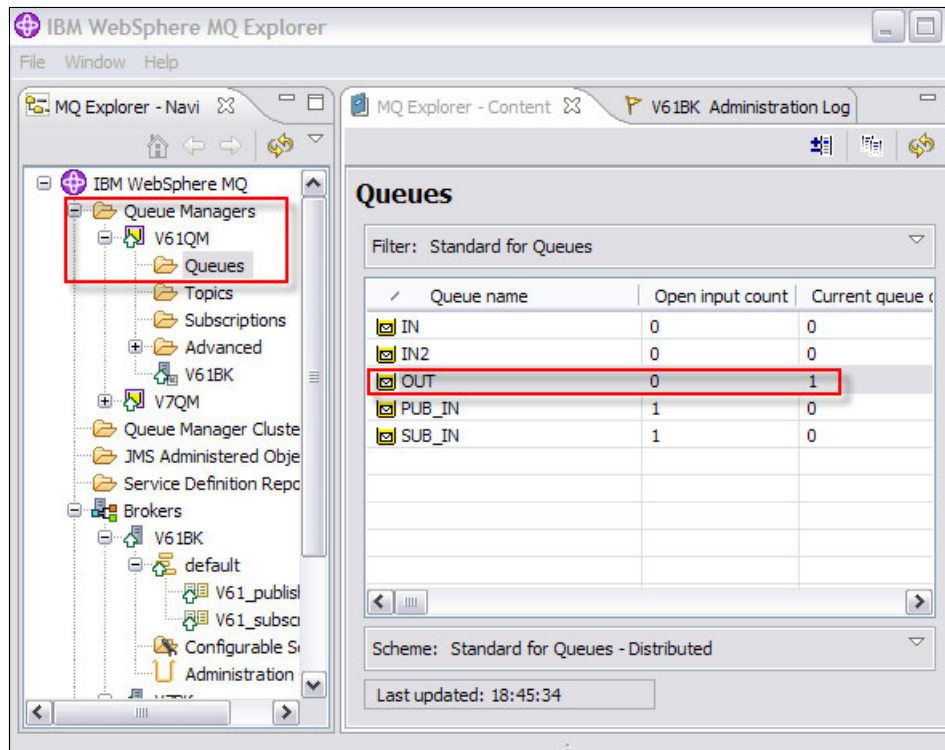 IBM WebSphere MQ Explorer
File Window Help
MQ Explorer - Navi
MQ Explorer - Content
V61BK Administration Log
IBM WebSphere MQ
Queue Managers
V61QM
Queues
Topics
Subscriptions
Advanced
V61BK
V7QM
Queue Manager Cluste
JMS Administered Obje
Service Definition Repo
Brokers
V61BK
default
V61_publis
V61_subsc
Configurable S
Administration
Queues
Filter: Standard for Queues
Queue name Open input count Current queue
IN 0 0
IN2 0 0
OUT 0 1
PUB_IN 1 0
SUB_IN 1 0
Scheme: Standard for Queues - Distributed
Last updated: 18:45:34